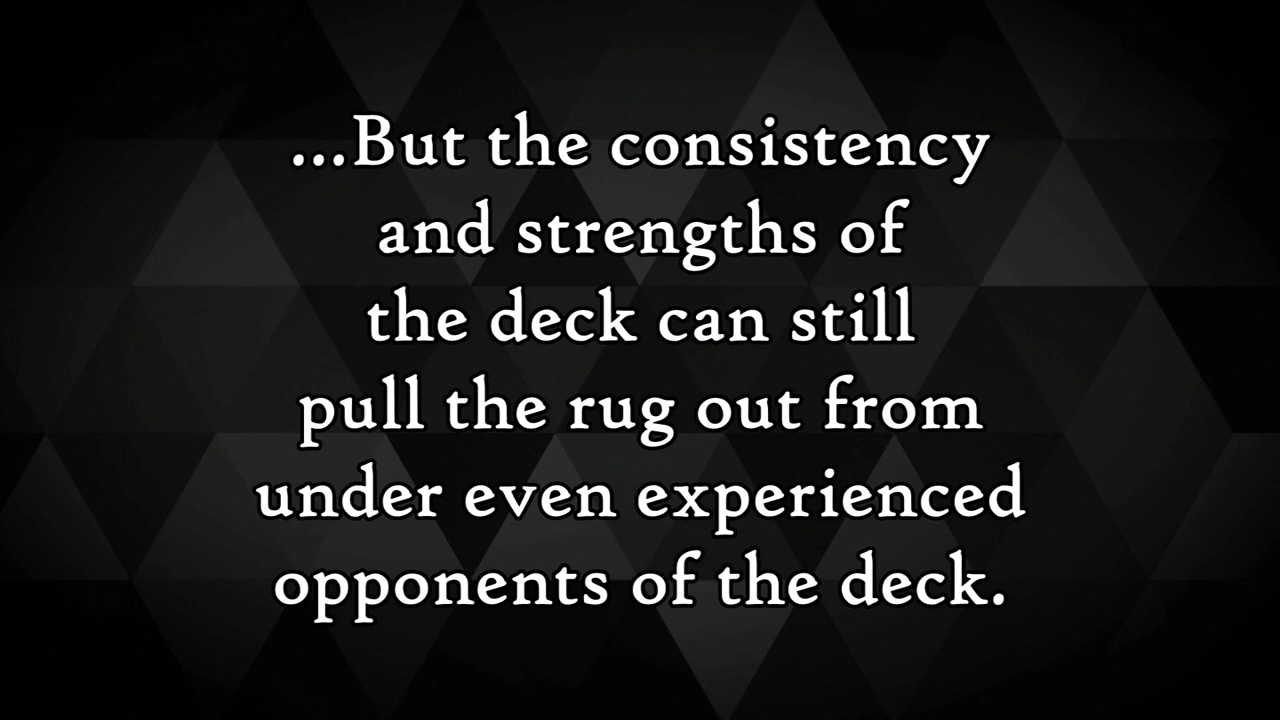 ...But the consistency
and strengths of
the deck can still
pull the rug out from
under even experienced
opponents of the deck.